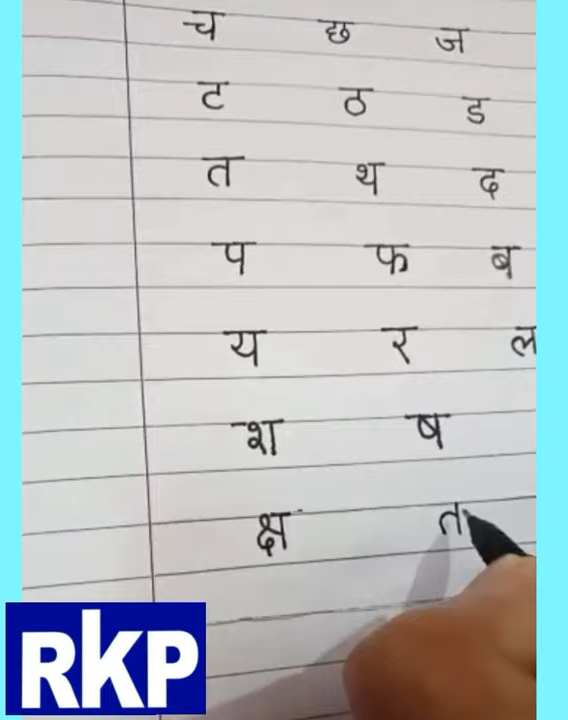 च छ ज
ट ठ ड
त थ द
प फ ब
य र ल
श ष
क्ष त
RKP